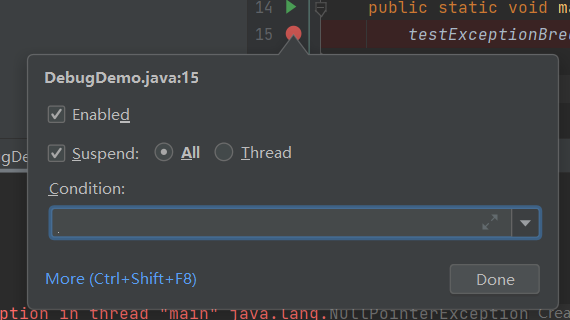 14 public static void m
15 testExceptionBre
DebugDemo.java:15
Enabled
Suspend: All Thread
gDe
Condition:
More (Ctrl+Shift+F8) Done
ption in thread "main" java.lang.NullPointerException Crea